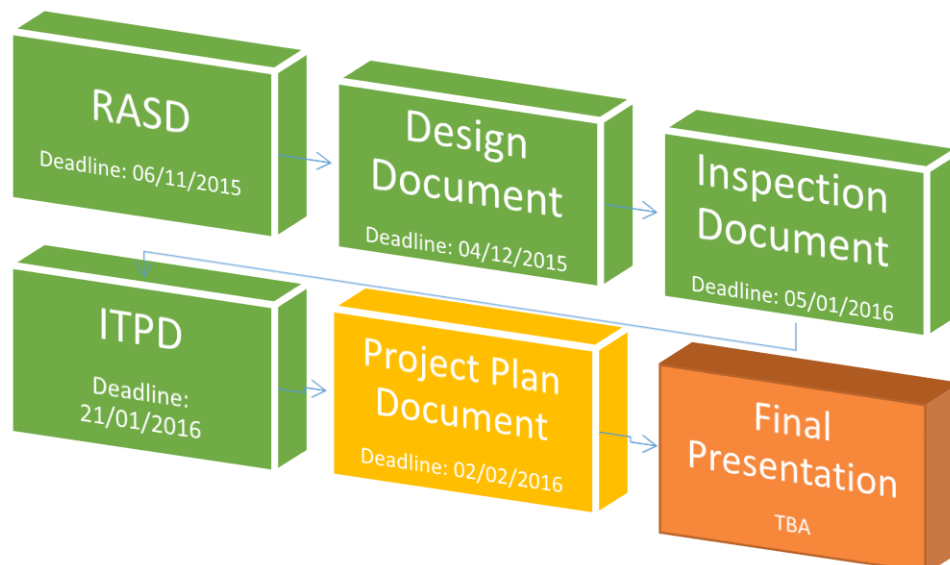 RASD
Deadline: 06/11/2015
Design
Document
Deadline: 04/12/2015
Inspection
Document
Deadline: 05/01/2016
ITPD
Deadline:
21/01/2016
Project Plan
Document
Deadline: 02/02/2016
Final
Presentation
TBA